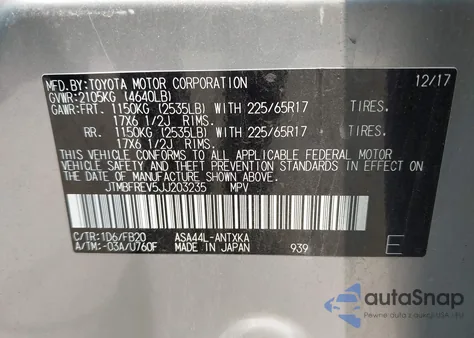 MFD.BY:TOYOTA MOTOR CORPORATION 12/17
GVWR:2105KG (4640LB)
GAWR:FRT. 1150KG (2535LB) WITH 225/65R17 TIRES.
17X6 1/2J RIMS.
RR. 1150KG (2535LB) WITH 225/65R17 TIRES.
17X6 1/2J RIMS.
THIS VEHICLE CONFORMS TO ALL APPLICABLE FEDERAL MOTOR
VEHICLE SAFETY AND THEFT PREVENTION STANDARDS IN EFFECT
ON THE DATE OF MANUFACTURE SHOWN ABOVE.
JTMBFREV5JJ203235 MPV
C/TR:1D6/FB20 ASA44L-ANTXKA
A/TM:-03A/U760F MADE IN JAPAN 939 E
autoSnap
Pewne auto z USA